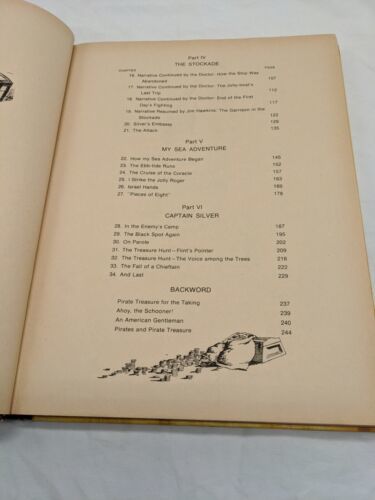 Part IV
THE STOCKADE
CHAPTER PAGE
16. Narrative Continued by the Doctor: How the Ship Was
Abandoned 107
17. Narrative Continued by the Doctor: The Jolly-boat's
Last Trip 112
18. Narrative Continued by the Doctor: End of the First
Day's Fighting 117
19. Narrative Resumed by Jim Hawkins: The Garrison in the
Stockade 122
20. Silver's Embassy 129
21. The Attack 135
Part V
MY SEA ADVENTURE
22. How my Sea Adventure Began 145
23. The Ebb-tide Runs 152
24. The Cruise of the Coracle 157
25. I Strike the Jolly Roger 163
26. Israel Hands 169
27. "Pieces of Eight" 178
Part VI
CAPTAIN SILVER
28. In the Enemy's Camp 187
29. The Black Spot Again 195
30. On Parole 202
31. The Treasure Hunt—Flint's Pointer 209
32. The Treasure Hunt—The Voice among the Trees 216
33. The Fall of a Chieftain 222
34. And Last 229
BACKWORD
Pirate Treasure for the Taking 237
Ahoy, the Schooner! 239
An American Gentleman 240
Pirates and Pirate Treasure 244